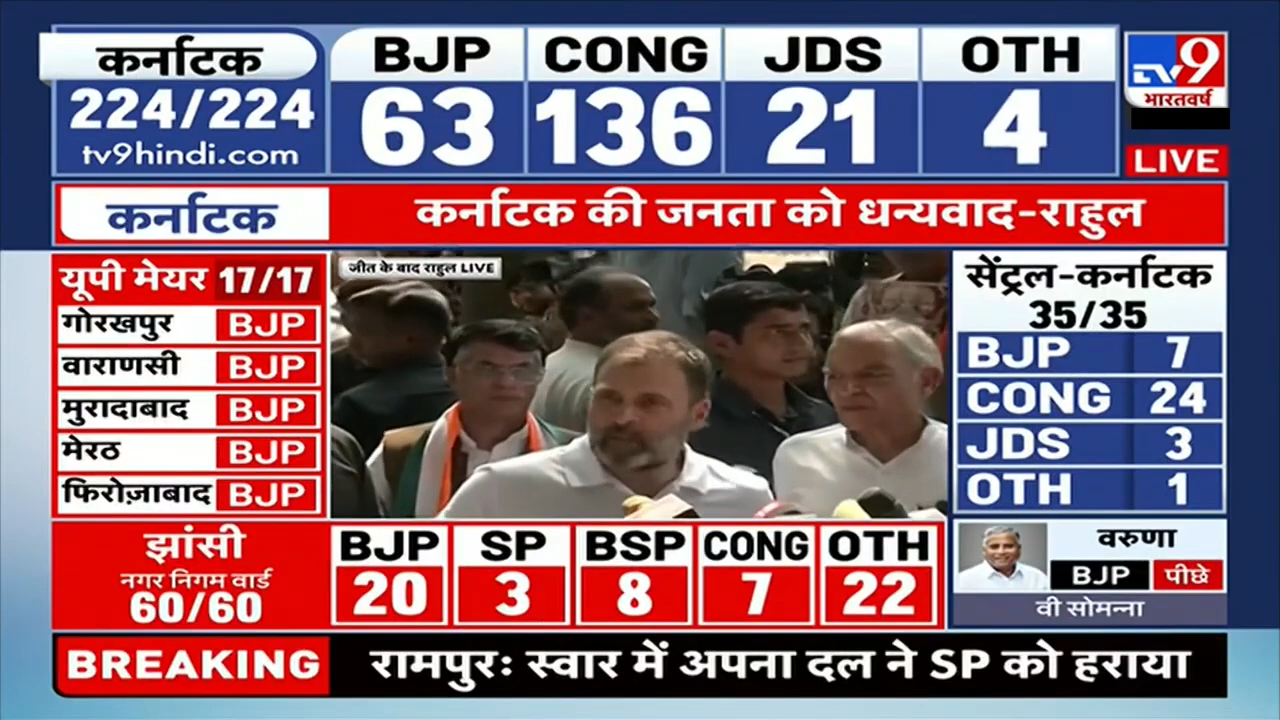 कर्नाटक
224/224
tv9hindi.com
BJP CONG JDS OTH
63 136 21 4
TV9
भारतवर्ष
LIVE
कर्नाटक
कर्नाटक की जनता को धन्यवाद-राहुल
यूपी मेयर 17/17
गोरखपुर BJP
वाराणसी BJP
मुरादाबाद BJP
मेरठ BJP
फिरोज़ाबाद BJP
जीत के बाद राहुल LIVE
सेंट्रल-कर्नाटक
35/35
BJP 7
CONG 24
JDS 3
OTH 1
झांसी
नगर निगम वार्ड
60/60
BJP SP BSP CONG OTH
20 3 8 7 22
वरुणा
BJP पीछे
वी सोमन्ना
BREAKING
रामपुरः स्वार में अपना दल ने SP को हराया